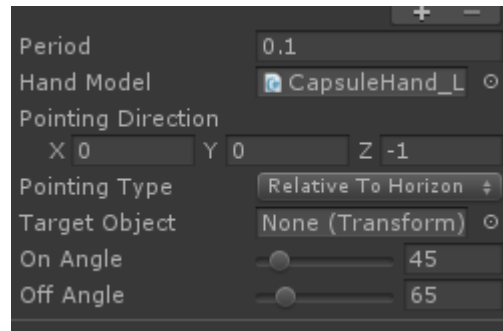 + −
Period 0.1
Hand Model CapsuleHand_L
Pointing Direction
X 0 Y 0 Z -1
Pointing Type Relative To Horizon
Target Object None (Transform)
On Angle 45
Off Angle 65